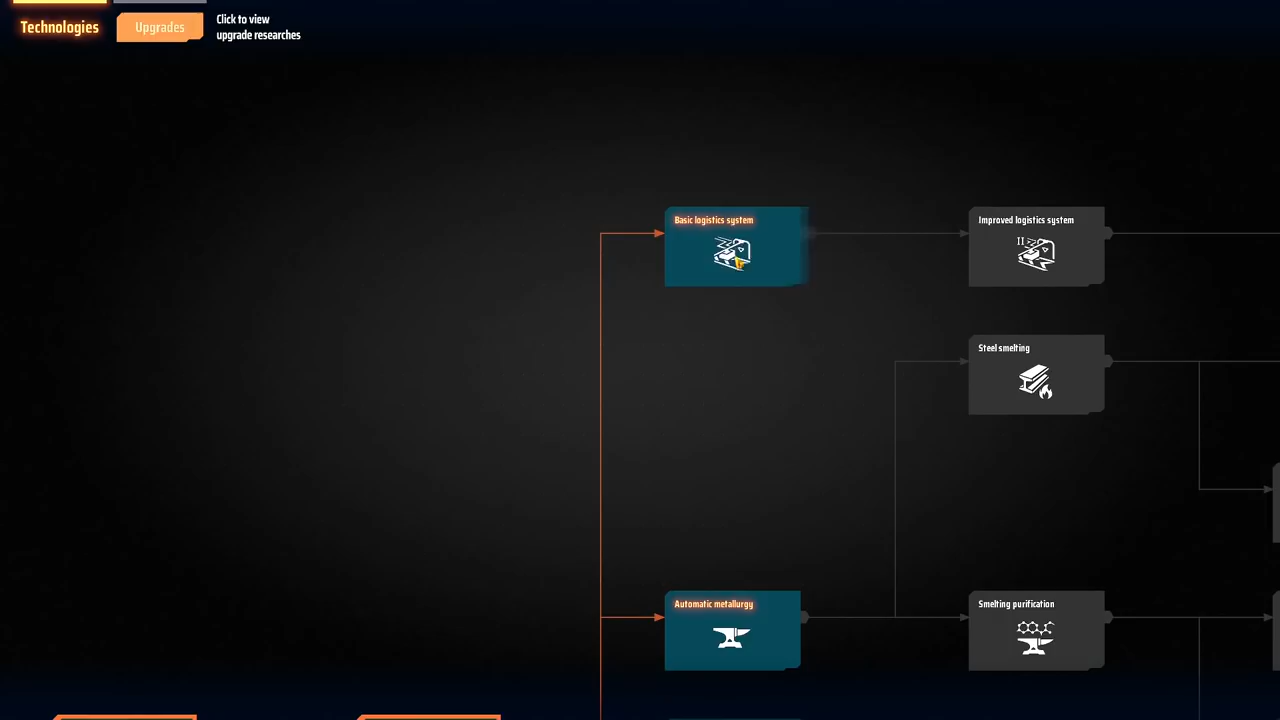 Technologies
Upgrades
Click to view
upgrade researches
Basic logistics system
Improved logistics system
II
Steel smelting
Automatic metallurgy
Smelting purification